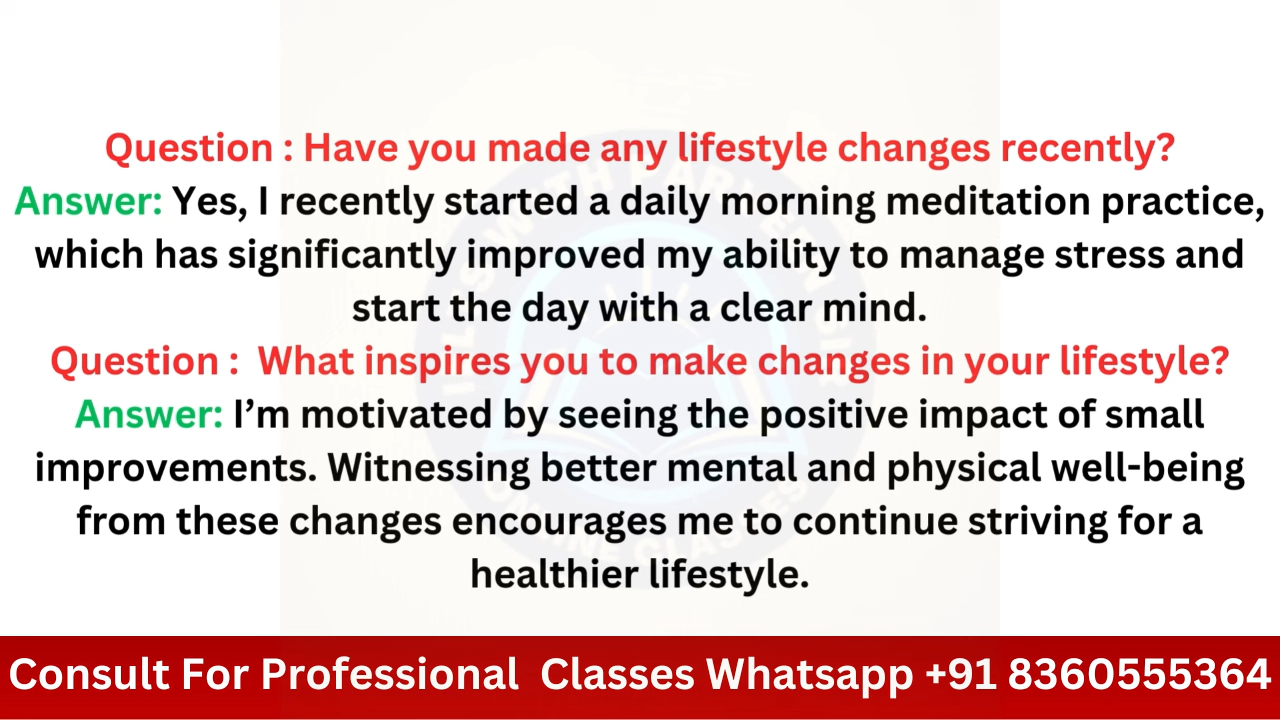 Question : Have you made any lifestyle changes recently?
Answer: Yes, I recently started a daily morning meditation practice,
which has significantly improved my ability to manage stress and
start the day with a clear mind.
Question :  What inspires you to make changes in your lifestyle?
Answer: I’m motivated by seeing the positive impact of small
improvements. Witnessing better mental and physical well-being
from these changes encourages me to continue striving for a
healthier lifestyle.
Consult For Professional  Classes Whatsapp +91 8360555364